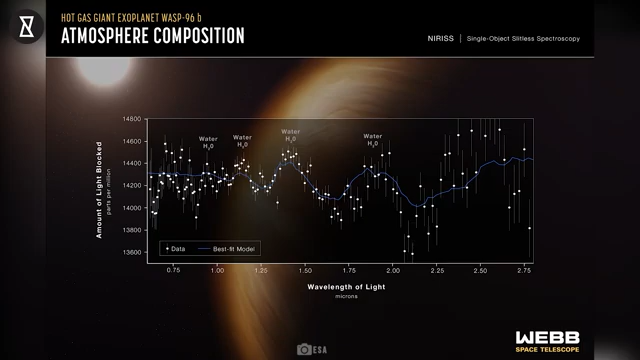 HOT GAS GIANT EXOPLANET WASP-96 b
ATMOSPHERE COMPOSITION
NIRISS | Single-Object Slitless Spectroscopy
Amount of Light Blocked
parts per million
14800
14600
14400
14200
14000
13800
13600
Water
H₂O
Water
H₂O
Water
H₂O
Water
H₂O
Data
Best-fit Model
0.75 1.00 1.25 1.50 1.75 2.00 2.25 2.50 2.75
Wavelength of Light
microns
WEBB
SPACE TELESCOPE
ESA